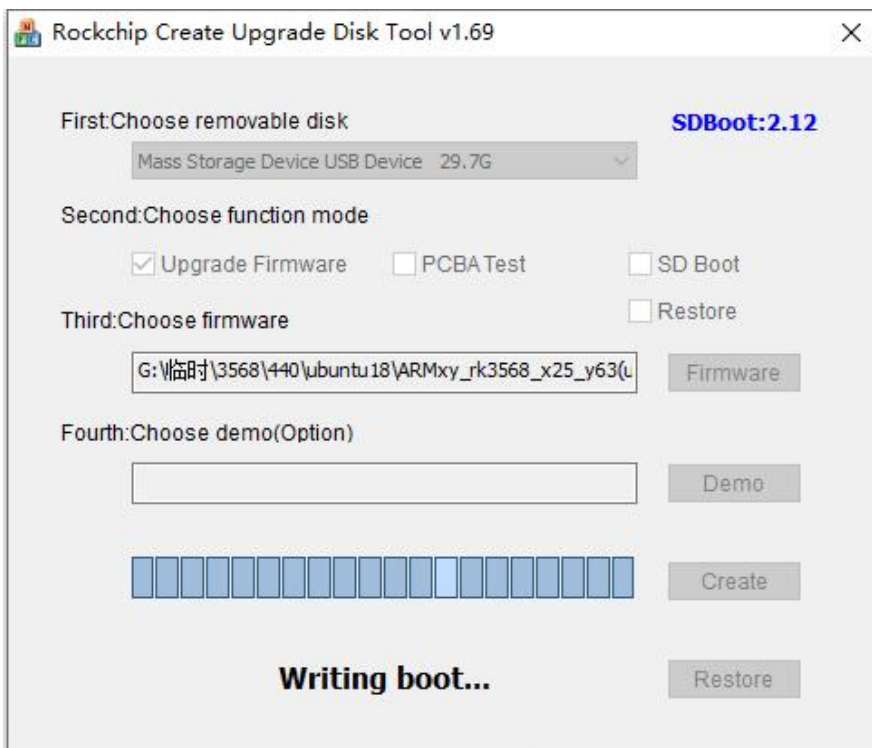 Rockchip Create Upgrade Disk Tool v1.69
First:Choose removable disk
SDBoot:2.12
Mass Storage Device USB Device 29.7G
Second:Choose function mode
Upgrade Firmware
PCBA Test
SD Boot
Restore
Third:Choose firmware
G:\临时\3568\440\ubuntu18\ARMxy_rk3568_x25_y63(u
Firmware
Fourth:Choose demo(Option)
Demo
Create
Writing boot...
Restore